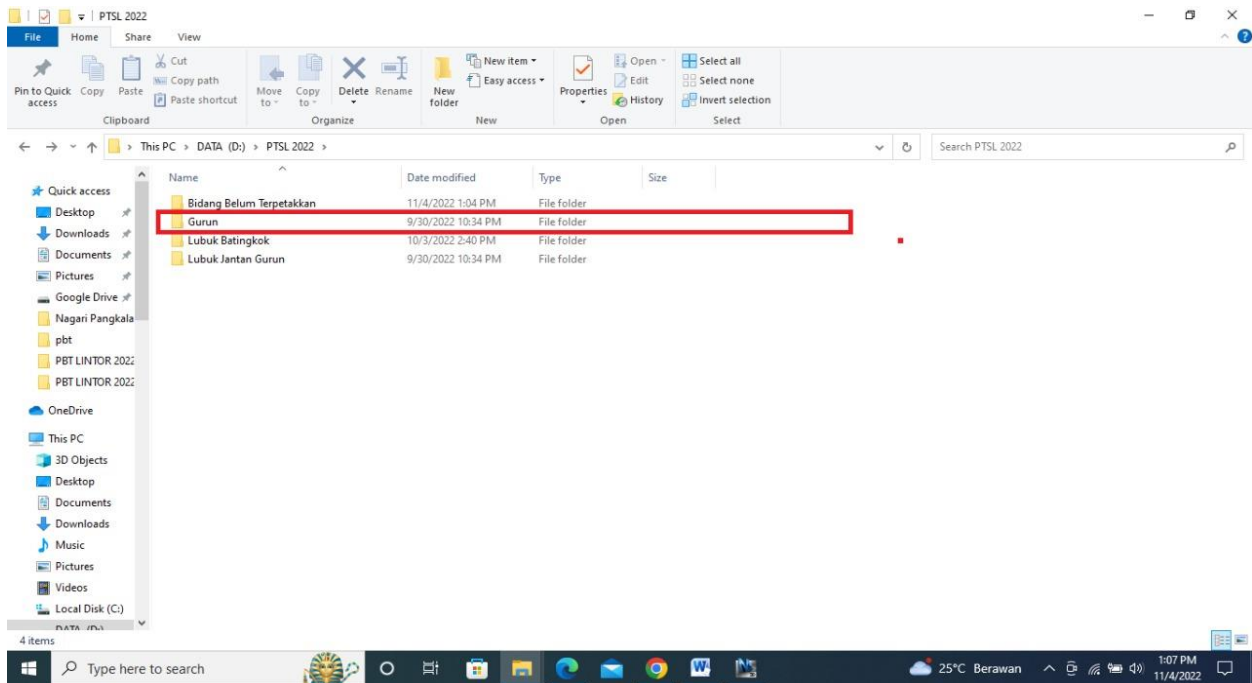 PTSL 2022
File Home Share View
Pin to Quick access
Copy
Paste
Cut
Copy path
Paste shortcut
Move to
Copy to
Delete
Rename
New folder
New item
Easy access
Properties
Open
Edit
History
Select all
Select none
Invert selection
Clipboard Organize New Open Select
This PC > DATA (D:) > PTSL 2022 >
Search PTSL 2022
Name Date modified Type Size
Bidang Belum Terpetakkan 11/4/2022 1:04 PM File folder
Gurun 9/30/2022 10:34 PM File folder
Lubuk Batingkok 10/3/2022 2:40 PM File folder
Lubuk Jantan Gurun 9/30/2022 10:34 PM File folder
Quick access
Desktop
Downloads
Documents
Pictures
Google Drive
Nagari Pangkala
pbt
PBT LINTOR 2022
PBT LINTOR 2022
OneDrive
This PC
3D Objects
Desktop
Documents
Downloads
Music
Pictures
Videos
Local Disk (C:)
DATA (D:)
4 items
Type here to search
25°C Berawan
1:07 PM
11/4/2022